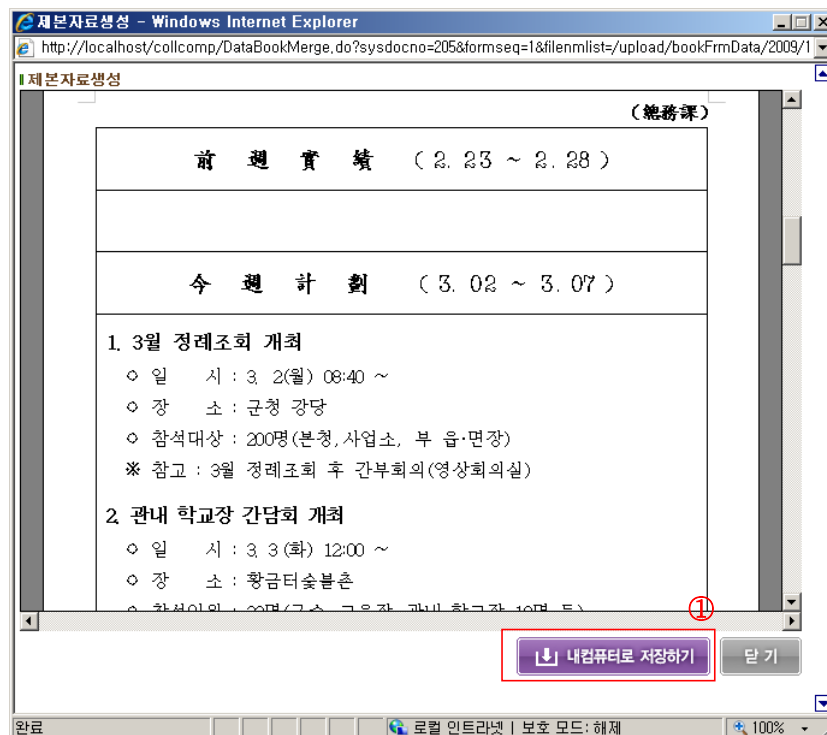 제본자료생성 - Windows Internet Explorer
http://localhost/collcomp/DataBookMerge.do?sysdocno=205&formseq=1&filenmlist=/upload/bookFrmData/2009/1
제본자료생성
(總務課)
前 週 實 績 ( 2. 23 ~ 2. 28 )
今 週 計 劃 ( 3. 02 ~ 3. 07 )
1. 3월 정례조회 개최
○ 일 시 : 3. 2(월) 08:40 ~
○ 장 소 : 군청 강당
○ 참석대상 : 200명(본청,사업소, 부 읍·면장)
※ 참고 : 3월 정례조회 후 간부회의(영상회의실)
2. 관내 학교장 간담회 개최
○ 일 시 : 3. 3 (화) 12:00 ~
○ 장 소 : 황금터숯불촌
①
내컴퓨터로 저장하기 닫 기
완료 로컬 인트라넷 | 보호 모드: 해제 100%